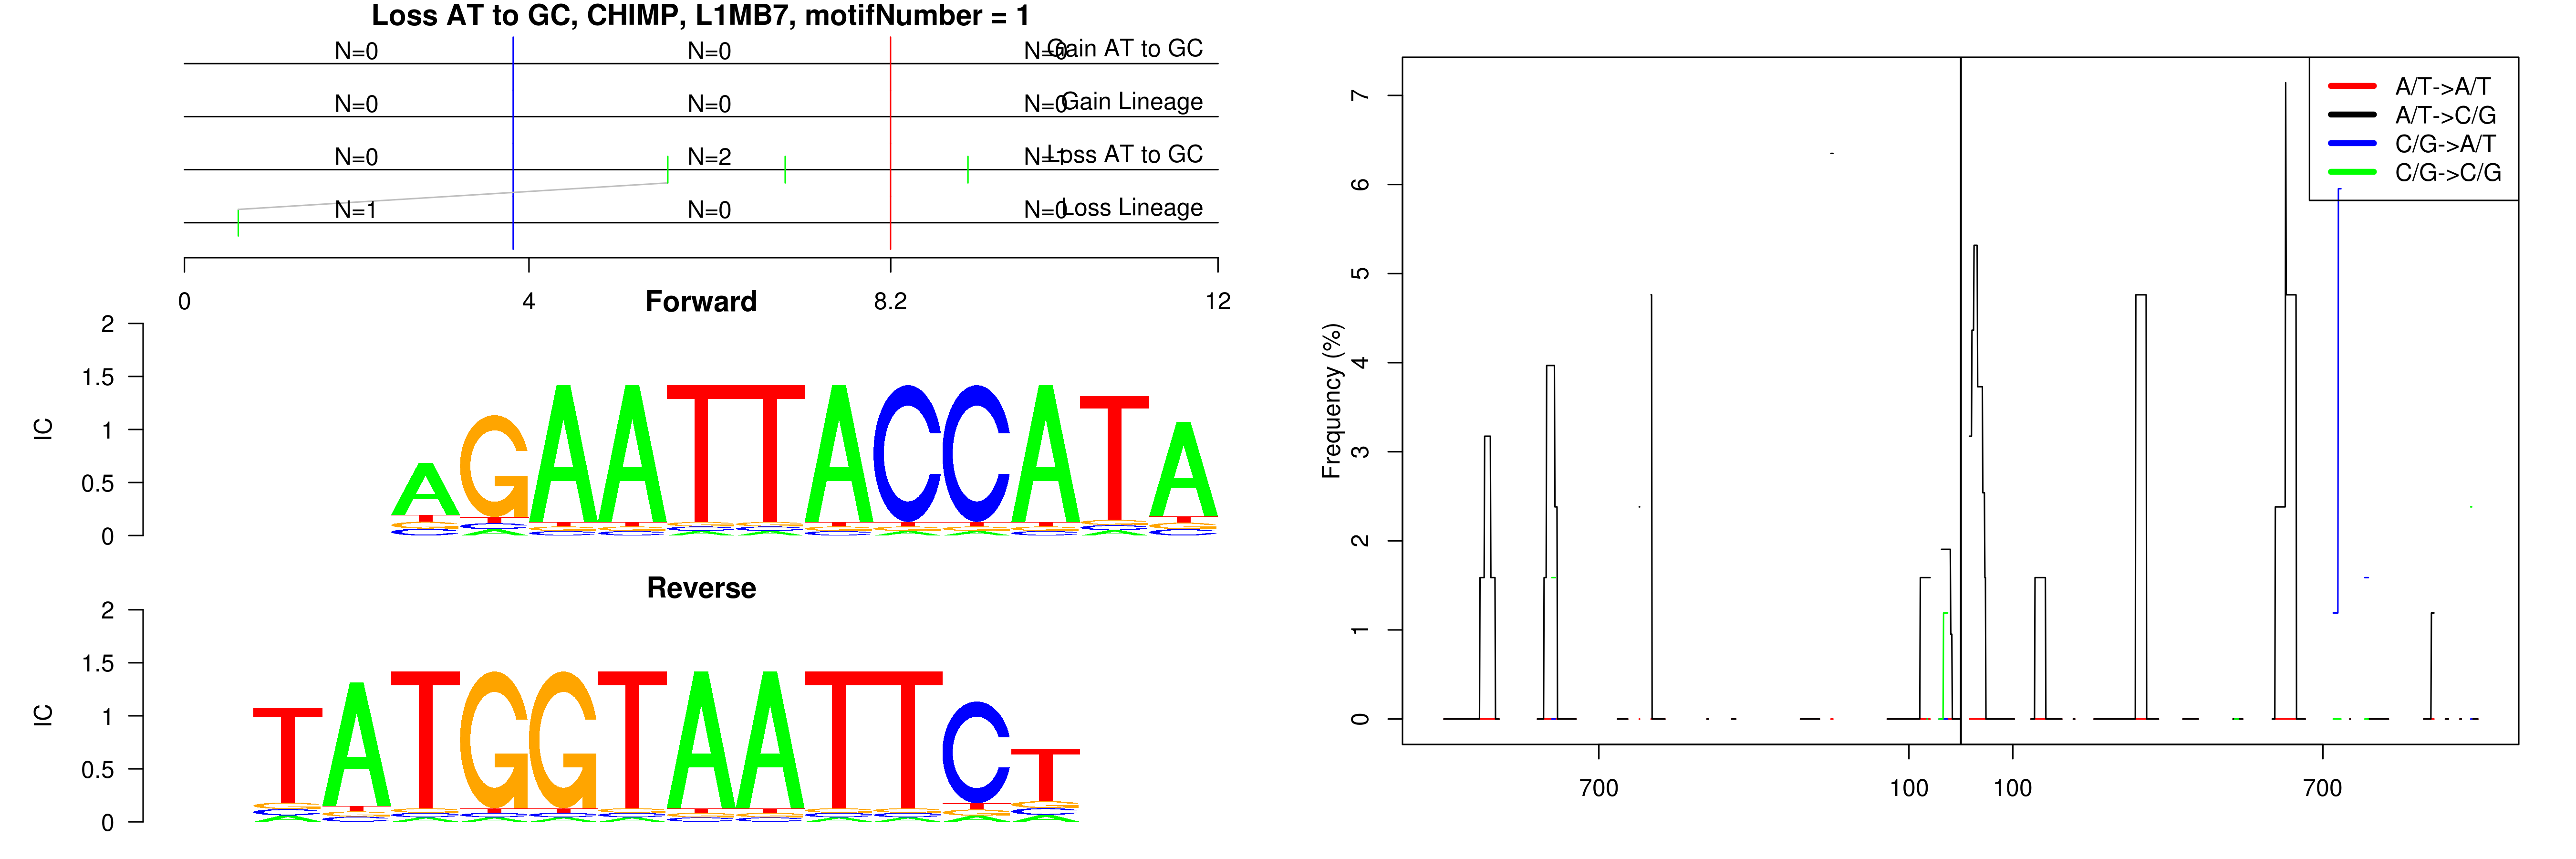 Loss AT to GC, CHIMP, L1MB7, motifNumber = 1
N=0 N=0 N=0 Gain AT to GC
N=0 N=0 N=0 Gain Lineage
N=0 N=2 N=1 Loss AT to GC
N=1 N=0 N=0 Loss Lineage
0 4 8.2 12
Forward
IC
2
1.5
1
0.5
0
AGAATTACCATA
Reverse
IC
2
1.5
1
0.5
0
TATGGTAATTCT
Frequency (%)
7
6
5
4
3
2
1
0
700 100 100 700
A/T->A/T
A/T->C/G
C/G->A/T
C/G->C/G